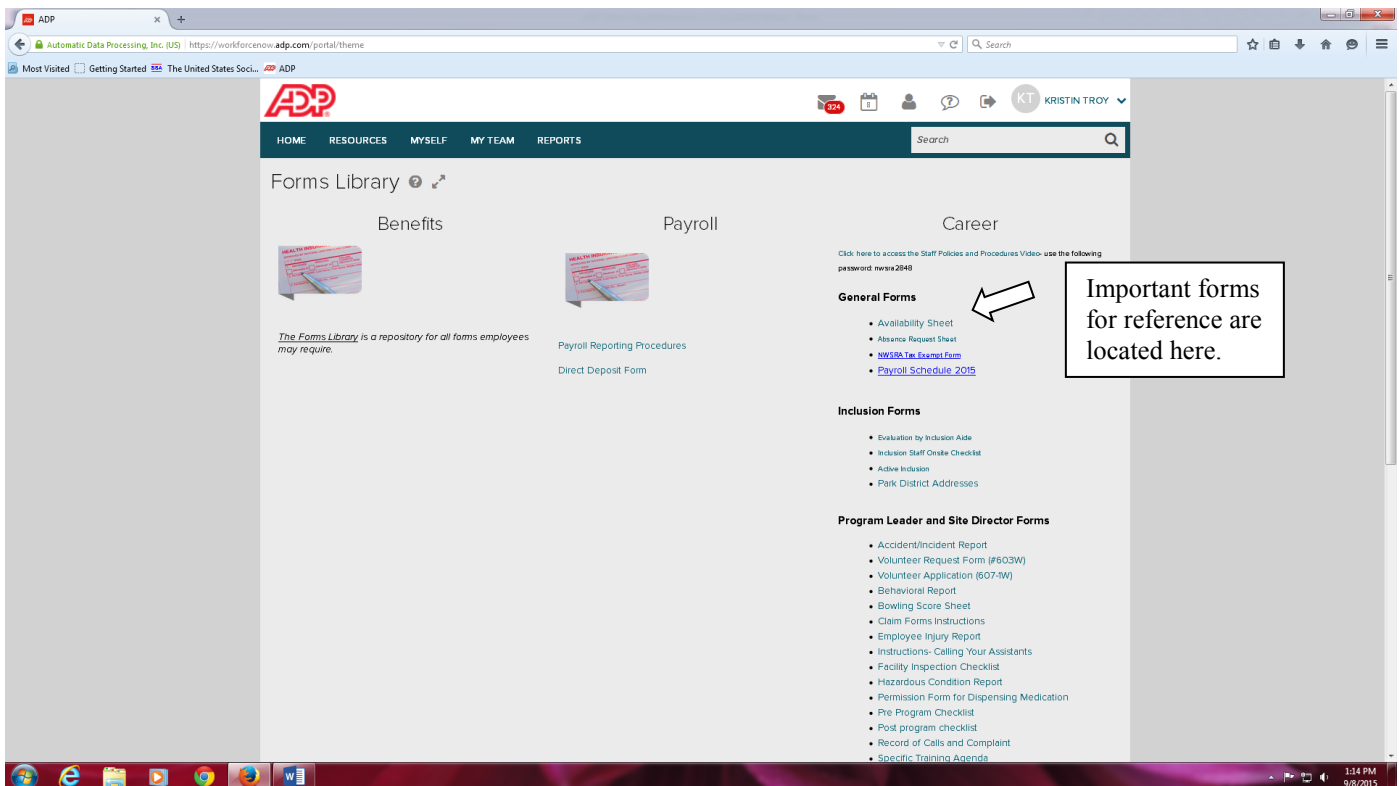 ADP
Automatic Data Processing, Inc. (US)
https://workforcenow.adp.com/portal/theme
Search
Most Visited
Getting Started
SSA
The United States Soci...
ADP
ADP
324
8
KT
KRISTIN TROY
HOME
RESOURCES
MYSELF
MY TEAM
REPORTS
Search
Forms Library
Benefits
The Forms Library is a repository for all forms employees
may require.
Payroll
Payroll Reporting Procedures
Direct Deposit Form
Career
Click here to access the Staff Policies and Procedures Video- use the following
password: nwsra2848
General Forms
• Availability Sheet
• Absence Request Sheet
• NWSRA Tax Exempt Form
• Payroll Schedule 2015
Important forms
for reference are
located here.
Inclusion Forms
• Evaluation by Inclusion Aide
• Inclusion Staff Onsite Checklist
• Active Inclusion
• Park District Addresses
Program Leader and Site Director Forms
• Accident/Incident Report
• Volunteer Request Form (#603W)
• Volunteer Application (607-1W)
• Behavioral Report
• Bowling Score Sheet
• Claim Forms Instructions
• Employee Injury Report
• Instructions- Calling Your Assistants
• Facility Inspection Checklist
• Hazardous Condition Report
• Permission Form for Dispensing Medication
• Pre Program Checklist
• Post program checklist
• Record of Calls and Complaint
• Specific Training Agenda
1:14 PM
9/8/2015